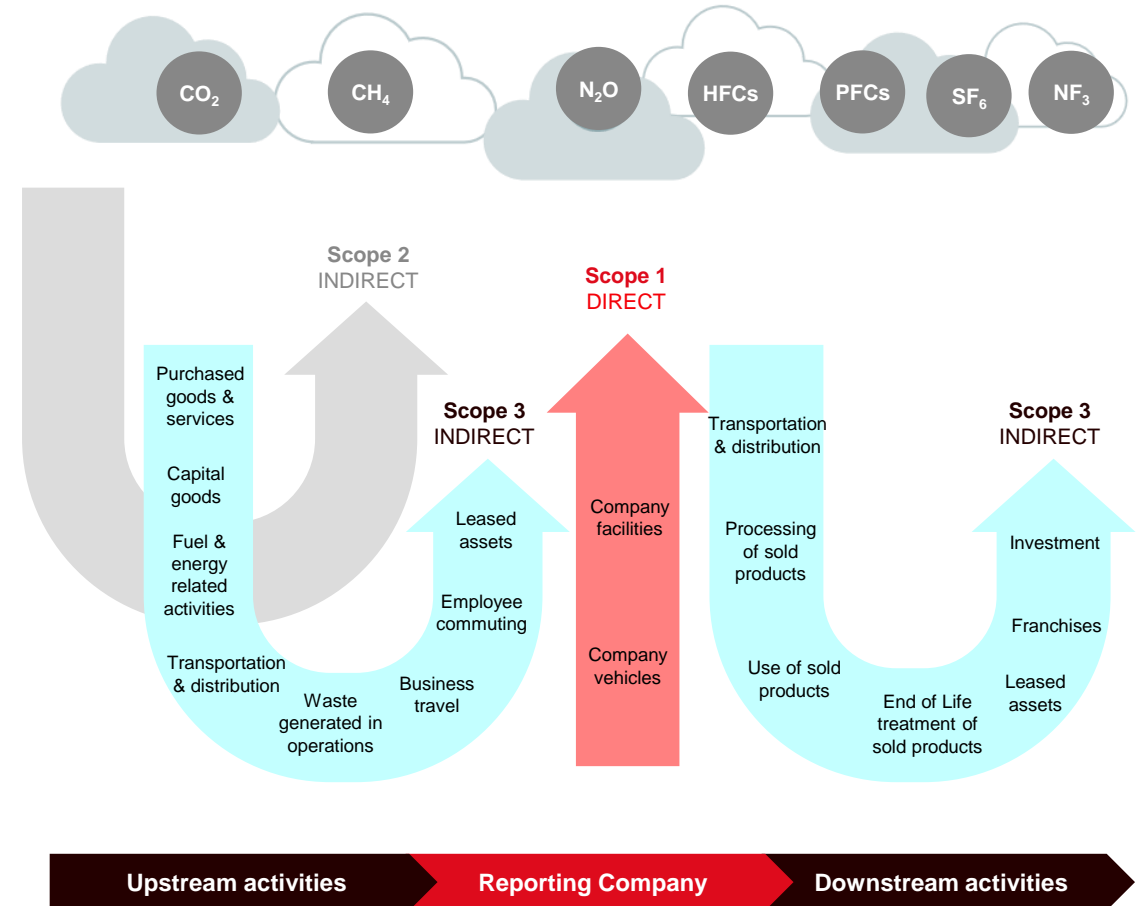 CO₂
CH₄
N₂O
HFCs
PFCs
SF₆
NF₃
Scope 2
INDIRECT
Scope 1
DIRECT
Purchased
goods &
services
Capital
goods
Fuel &
energy
related
activities
Transportation
& distribution
Waste
generated in
operations
Business
travel
Employee
commuting
Leased
assets
Scope 3
INDIRECT
Company
facilities
Company
vehicles
Transportation
& distribution
Processing
of sold
products
Use of sold
products
End of Life
treatment of
sold products
Leased
assets
Franchises
Investment
Scope 3
INDIRECT
Upstream activities
Reporting Company
Downstream activities